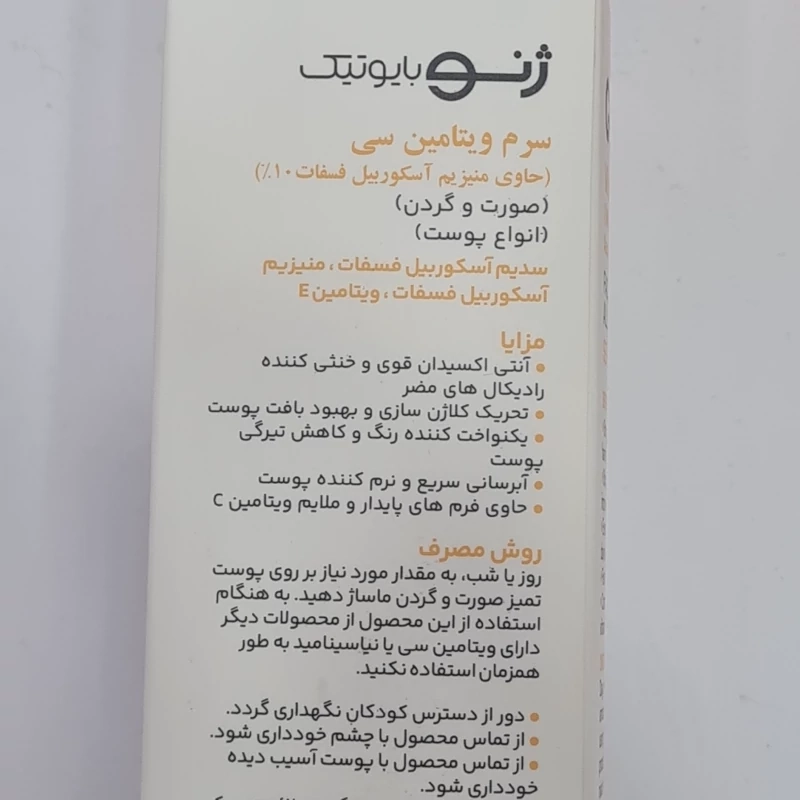 ژنو بایوتیک
سرم ویتامین سی
(حاوی منیزیم آسکوربیل فسفات ۱۰٪)
(صورت و گردن)
(انواع پوست)
سدیم آسکوربیل فسفات ، منیزیم
آسکوربیل فسفات ، ویتامین E
مزایا
• آنتی اکسیدان قوی و خنثی کننده
رادیکال های مضر
• تحریک کلاژن سازی و بهبود بافت پوست
• یکنواخت کننده رنگ و کاهش تیرگی
پوست
• آبرسانی سریع و نرم کننده پوست
• حاوی فرم های پایدار و ملایم ویتامین C
روش مصرف
روز یا شب، به مقدار مورد نیاز بر روی پوست
تمیز صورت و گردن ماساژ دهید. به هنگام
استفاده از این محصول از محصولات دیگر
دارای ویتامین سی یا نیاسینامید به طور
همزمان استفاده نکنید.
• دور از دسترس کودکان نگهداری گردد.
• از تماس محصول با چشم خودداری شود.
• از تماس محصول با پوست آسیب دیده
خودداری شود.